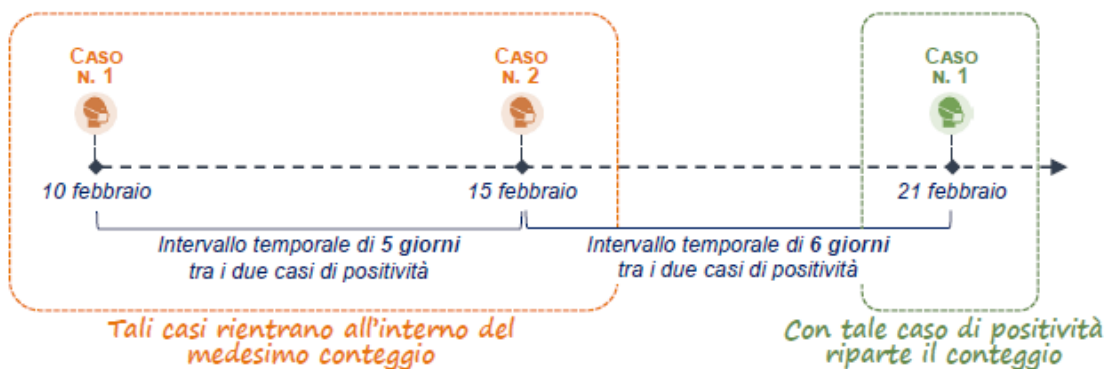 CASO
N. 1
CASO
N. 2
CASO
N. 1
10 febbraio
15 febbraio
21 febbraio
Intervallo temporale di 5 giorni
tra i due casi di positività
Intervallo temporale di 6 giorni
tra i due casi di positività
Tali casi rientrano all'interno del
medesimo conteggio
Con tale caso di positività
riparte il conteggio